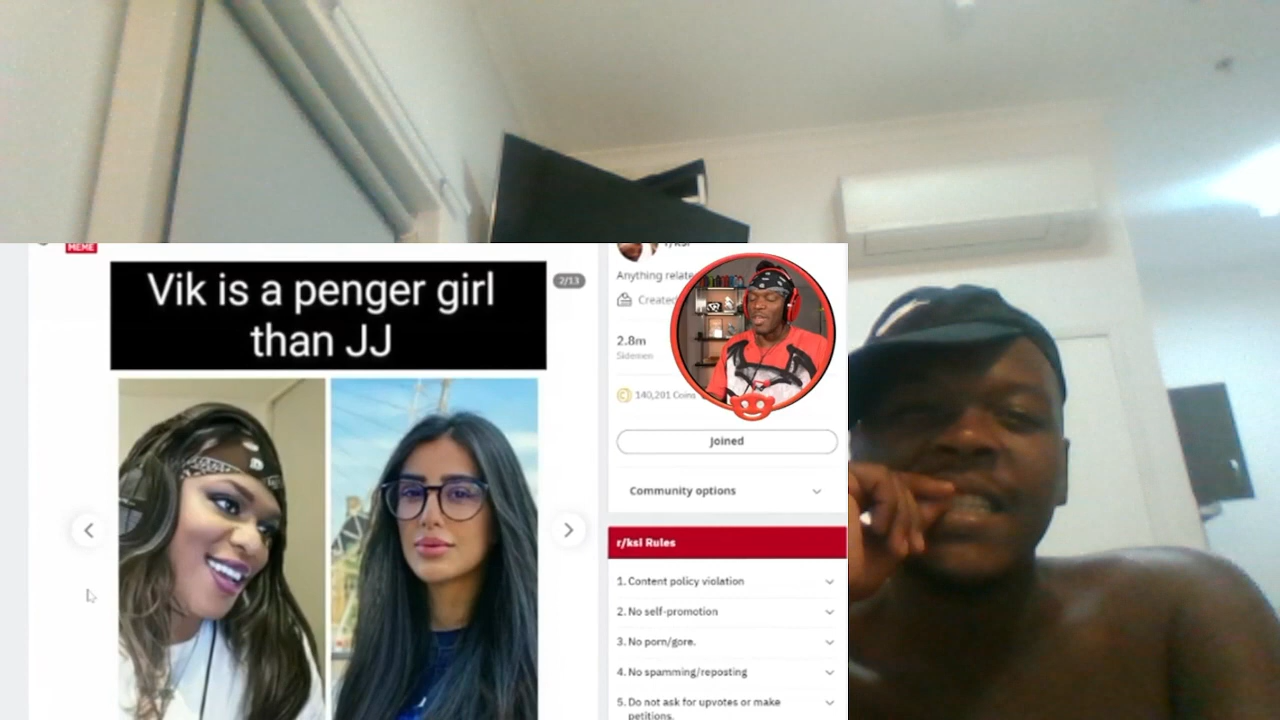 MEME
Vik is a penger girl
than JJ
2/13
r/ksi
Anything relate
Created
2.8m
Sidemen
140,201 Coins
Joined
Community options
r/ksi Rules
1. Content policy violation
2. No self-promotion
3. No porn/gore.
4. No spamming/reposting
5. Do not ask for upvotes or make
petitions.